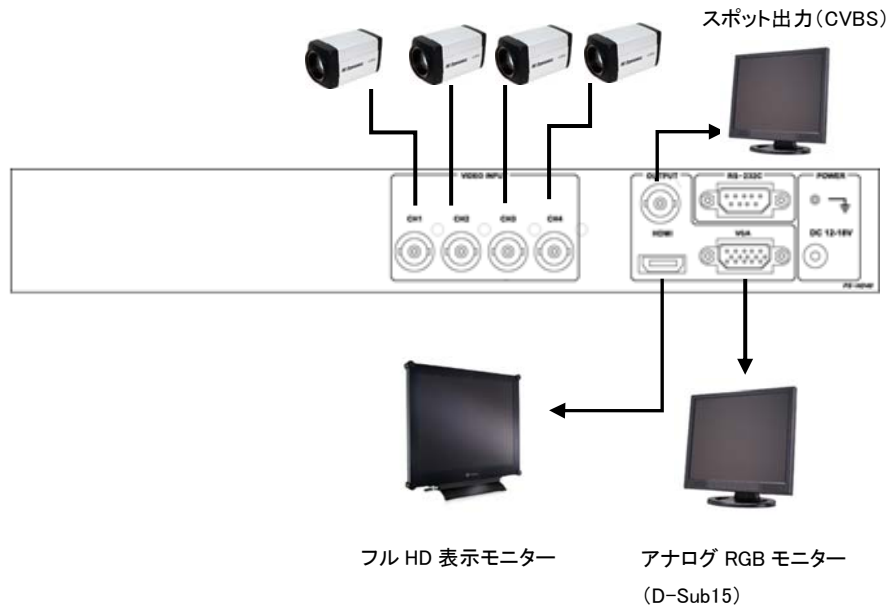 スポット出力(CVBS)
VIDEO INPUT
OUTPUT
RS-232C
POWER
CH1
CH2
CH3
CH4
HDMI
VGA
DC 12-18V
フル HD 表示モニター
アナログ RGB モニター
(D-Sub15)